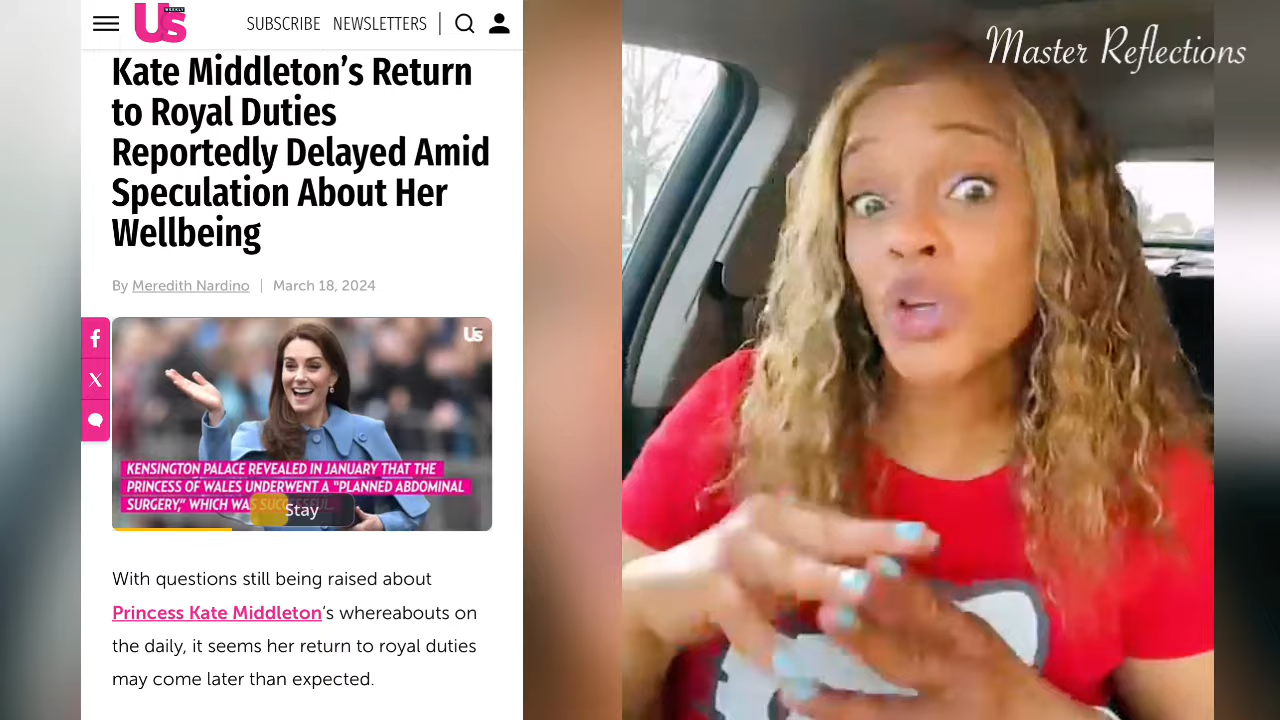 Us
WEEKLY
SUBSCRIBE NEWSLETTERS
Master Reflections
Kate Middleton’s Return
to Royal Duties
Reportedly Delayed Amid
Speculation About Her
Wellbeing
By Meredith Nardino | March 18, 2024
Us
KENSINGTON PALACE REVEALED IN JANUARY THAT THE
PRINCESS OF WALES UNDERWENT A "PLANNED ABDOMINAL
SURGERY," WHICH WAS SUCCESSFUL.
Stay
With questions still being raised about
Princess Kate Middleton’s whereabouts on
the daily, it seems her return to royal duties
may come later than expected.